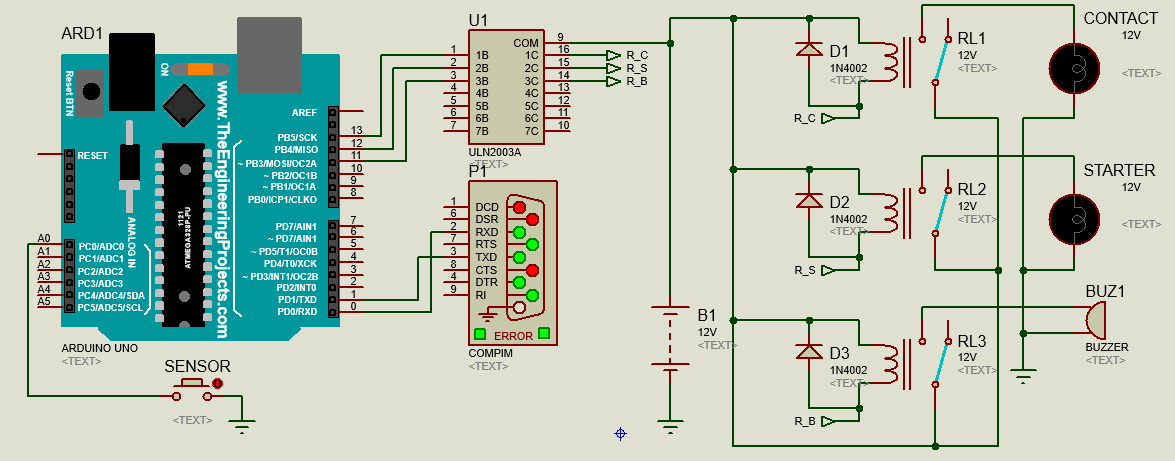 ARD1
Reset BTN
ON
www.TheEngineeringProjects.com
RESET
AREF
PB5/SCK 13
PB4/MISO 12
~ PB3/MOSI/OC2A 11
~ PB2/OC1B 10
~ PB1/OC1A 9
PB0/ICP1/CLKO 8
PD7/AIN1 7
~ PD7/AIN1 6
~ PD5/T1/OC0B 5
PD4/T0/XCK 4
~ PD3/INT1/OC2B 3
PD2/INT0 2
PD1/TXD 1
PD0/RXD 0
A0 PC0/ADC0
A1 PC1/ADC1
A2 PC2/ADC2
A3 PC3/ADC3
A4 PC4/ADC4/SDA
A5 PC5/ADC5/SCL
ANALOG IN
1121
ATMEGA328P-PU
ARDUINO UNO
<TEXT>
SENSOR
<TEXT>
U1
1 1B COM 9
2 2B 1C 16
3 3B 2C 15
4 4B 3C 14
5 5B 4C 13
6 6B 5C 12
7 7B 6C 11
7C 10
R_C
R_S
R_B
ULN2003A
<TEXT>
P1
1 DCD
6 DSR
2 RXD
7 RTS
3 TXD
8 CTS
4 DTR
9 RI
ERROR
COMPIM
<TEXT>
B1
12V
<TEXT>
D1
1N4002
<TEXT>
R_C
RL1
12V
<TEXT>
CONTACT
12V
<TEXT>
D2
1N4002
<TEXT>
R_S
RL2
12V
<TEXT>
STARTER
12V
<TEXT>
D3
1N4002
<TEXT>
R_B
RL3
12V
<TEXT>
BUZ1
BUZZER
<TEXT>